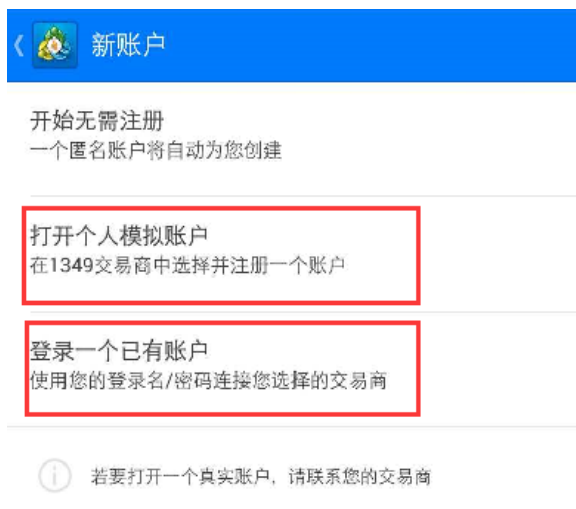 新账户
开始无需注册
一个匿名账户将自动为您创建
打开个人模拟账户
在1349交易商中选择并注册一个账户
登录一个已有账户
使用您的登录名/密码连接您选择的交易商
若要打开一个真实账户，请联系您的交易商